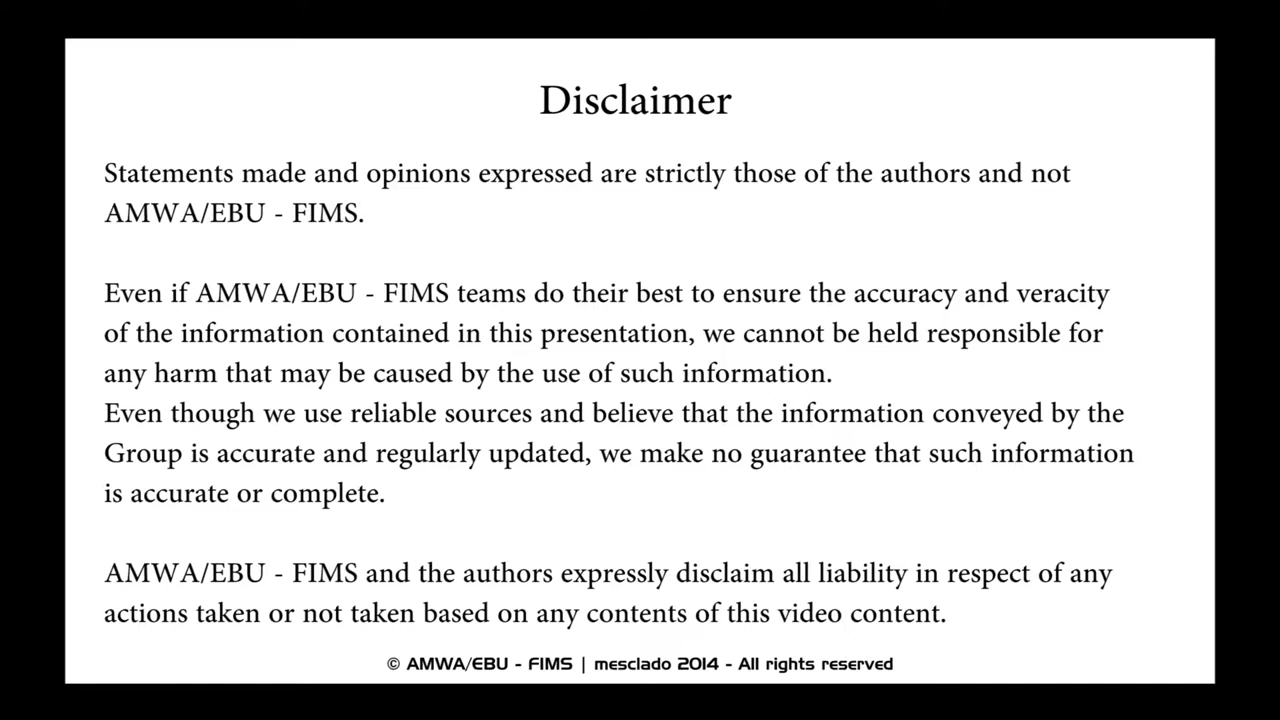 Disclaimer
Statements made and opinions expressed are strictly those of the authors and not
AMWA/EBU - FIMS.
Even if AMWA/EBU - FIMS teams do their best to ensure the accuracy and veracity
of the information contained in this presentation, we cannot be held responsible for
any harm that may be caused by the use of such information.
Even though we use reliable sources and believe that the information conveyed by the
Group is accurate and regularly updated, we make no guarantee that such information
is accurate or complete.
AMWA/EBU - FIMS and the authors expressly disclaim all liability in respect of any
actions taken or not taken based on any contents of this video content.
© AMWA/EBU - FIMS | mesclado 2014 - All rights reserved